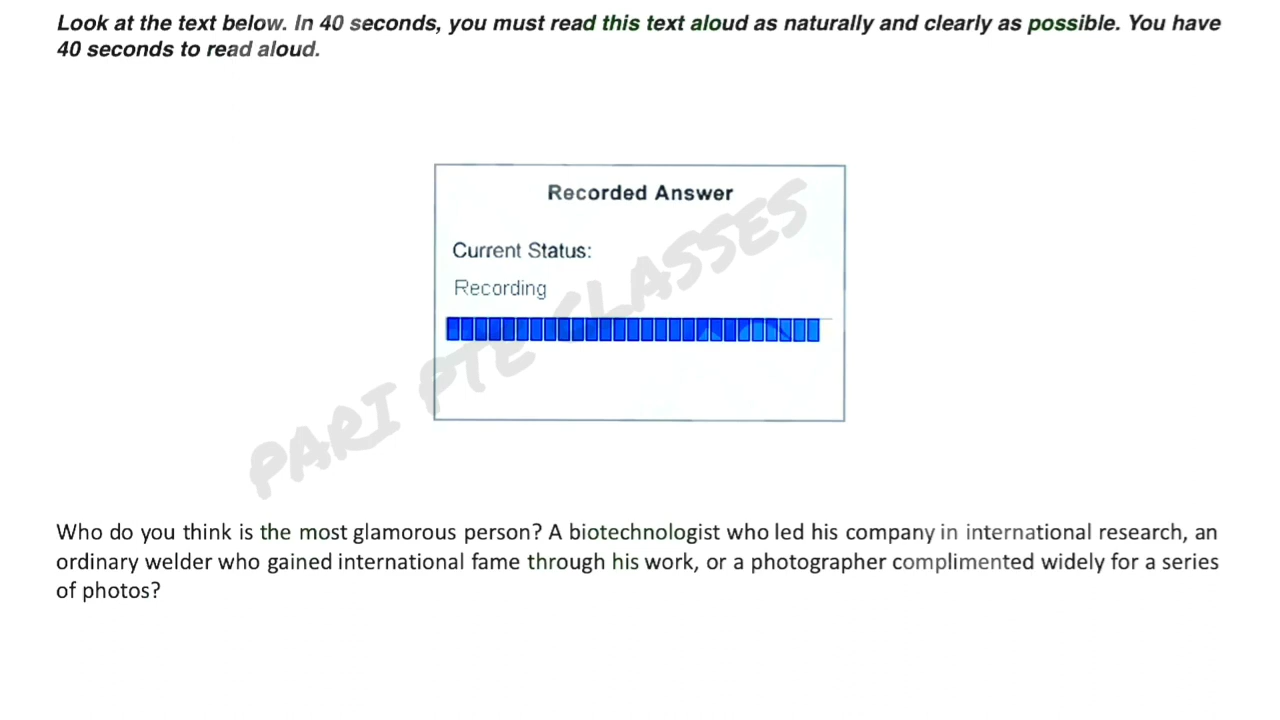 Look at the text below. In 40 seconds, you must read this text aloud as naturally and clearly as possible. You have
40 seconds to read aloud.
Recorded Answer
Current Status:
Recording
PARI PTE CLASSES
Who do you think is the most glamorous person? A biotechnologist who led his company in international research, an
ordinary welder who gained international fame through his work, or a photographer complimented widely for a series
of photos?